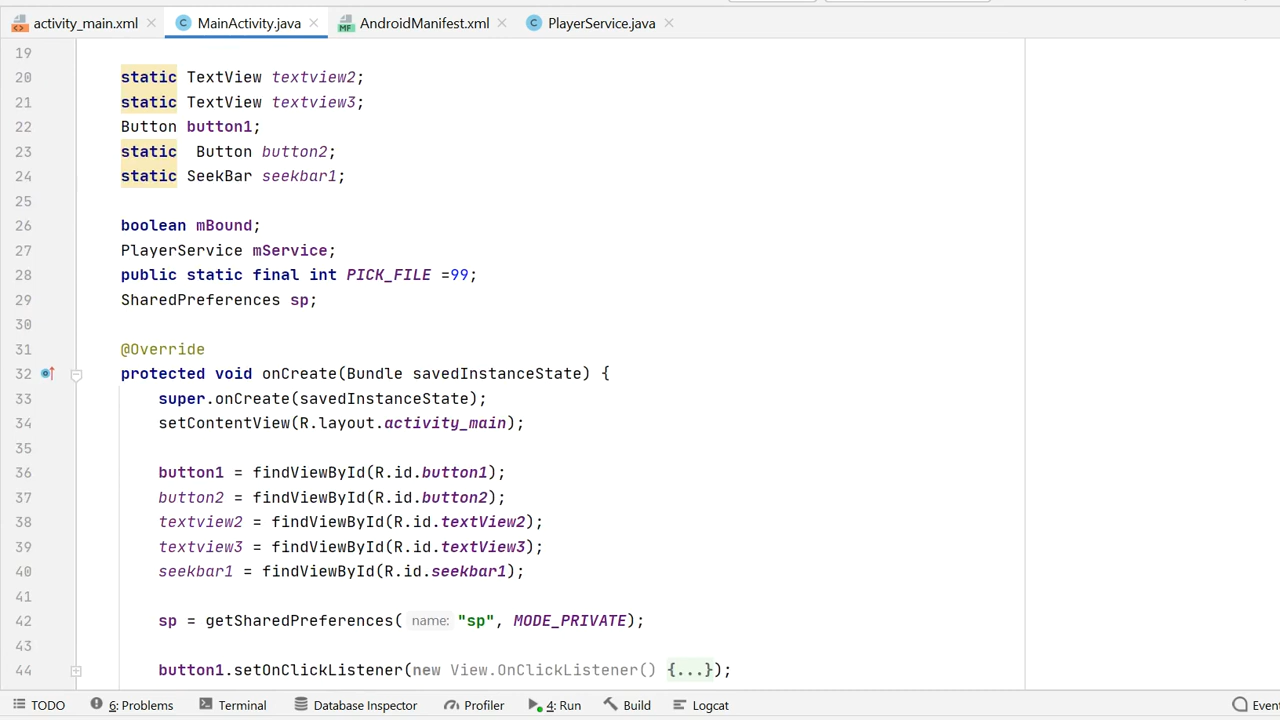 activity_main.xml MainActivity.java AndroidManifest.xml PlayerService.java
19
20 static TextView textview2;
21 static TextView textview3;
22 Button button1;
23 static  Button button2;
24 static SeekBar seekbar1;
25
26 boolean mBound;
27 PlayerService mService;
28 public static final int PICK_FILE =99;
29 SharedPreferences sp;
30
31 @Override
32 protected void onCreate(Bundle savedInstanceState) {
33 super.onCreate(savedInstanceState);
34 setContentView(R.layout.activity_main);
35
36 button1 = findViewById(R.id.button1);
37 button2 = findViewById(R.id.button2);
38 textview2 = findViewById(R.id.textView2);
39 textview3 = findViewById(R.id.textView3);
40 seekbar1 = findViewById(R.id.seekbar1);
41
42 sp = getSharedPreferences( name: "sp", MODE_PRIVATE);
43
44 button1.setOnClickListener(new View.OnClickListener() {...});
TODO 6: Problems Terminal Database Inspector Profiler 4: Run Build Logcat